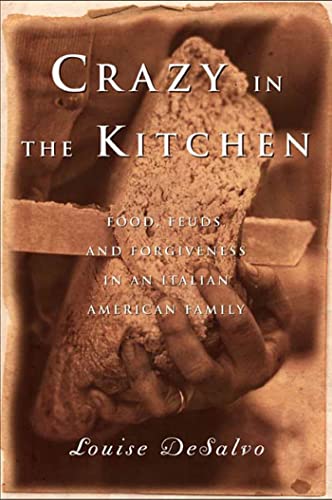 CRAZY IN
THE KITCHEN
FOOD, FEUDS,
AND FORGIVENESS
IN AN ITALIAN
AMERICAN FAMILY
Louise DeSalvo